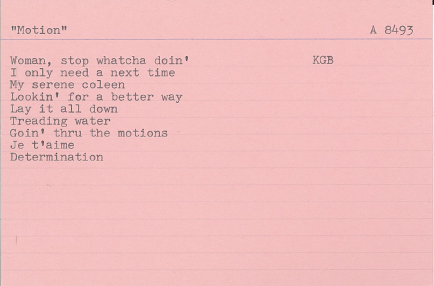 "Motion" A 8493
Woman, stop whatcha doin' KGB
I only need a next time
My serene coleen
Lookin' for a better way
Lay it all down
Treading water
Goin' thru the motions
Je t'aime
Determination